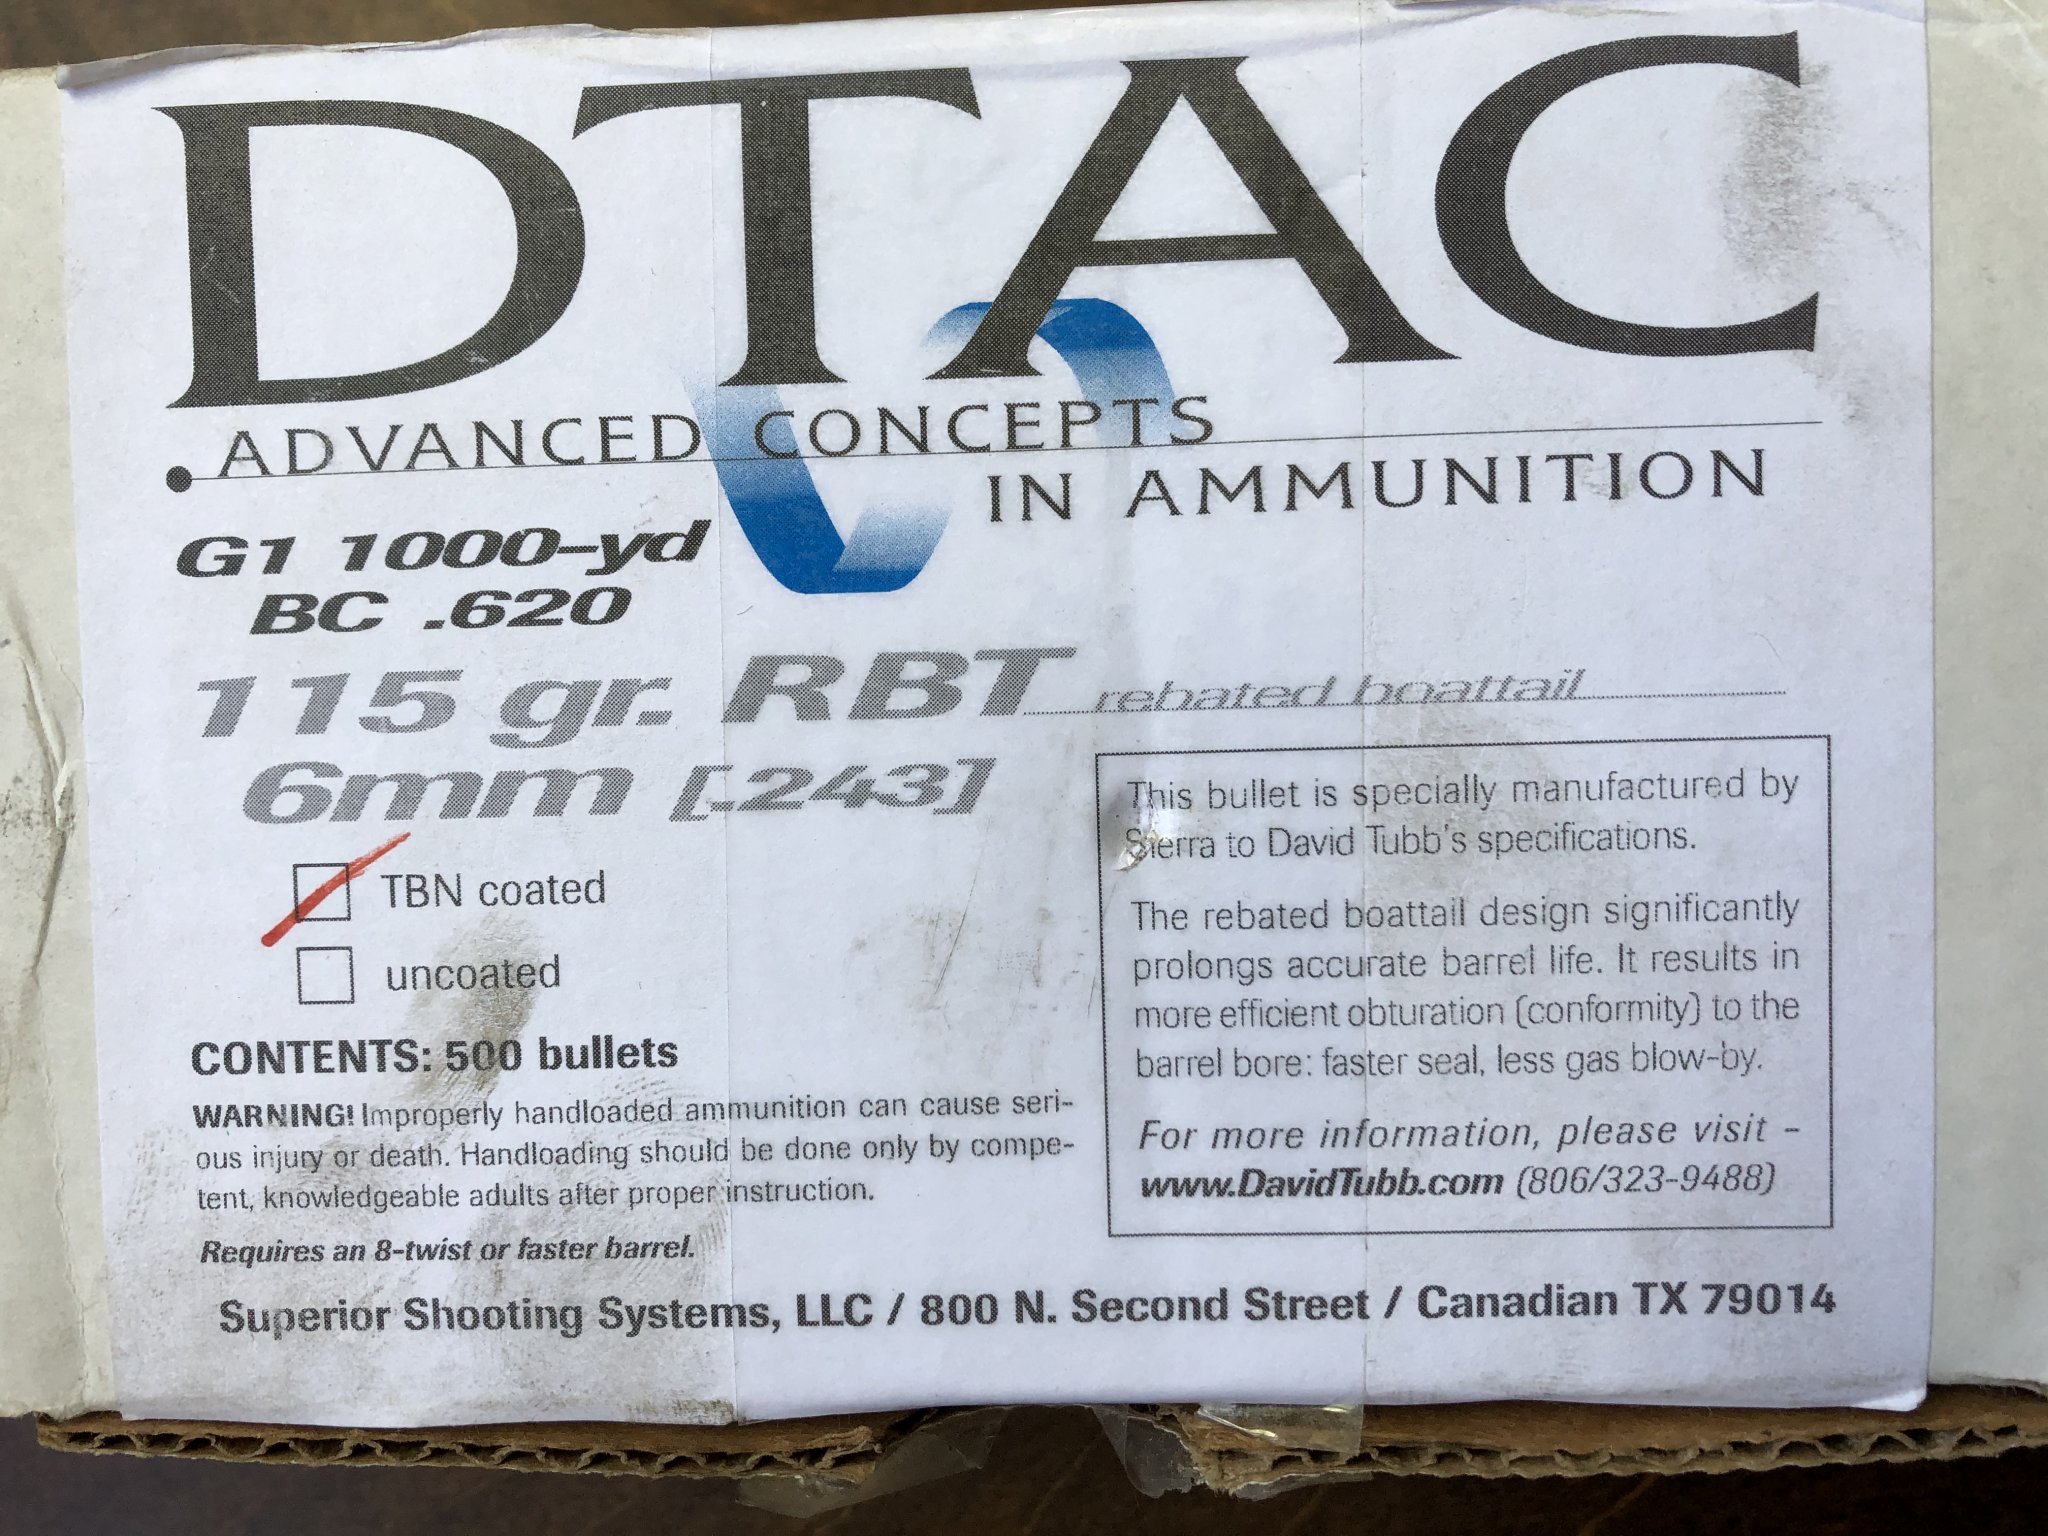 DTAC
ADVANCED CONCEPTS
IN AMMUNITION
G1 1000-yd
BC .620
115 gr. RBT rebated boattail
6mm [.243]
TBN coated
uncoated
CONTENTS: 500 bullets
WARNING! Improperly handloaded ammunition can cause seri-
ous injury or death. Handloading should be done only by compe-
tent, knowledgeable adults after proper instruction.
Requires an 8-twist or faster barrel.
This bullet is specially manufactured by
Sierra to David Tubb's specifications.
The rebated boattail design significantly
prolongs accurate barrel life. It results in
more efficient obturation (conformity) to the
barrel bore: faster seal, less gas blow-by.
For more information, please visit –
www.DavidTubb.com (806/323-9488)
Superior Shooting Systems, LLC / 800 N. Second Street / Canadian TX 79014